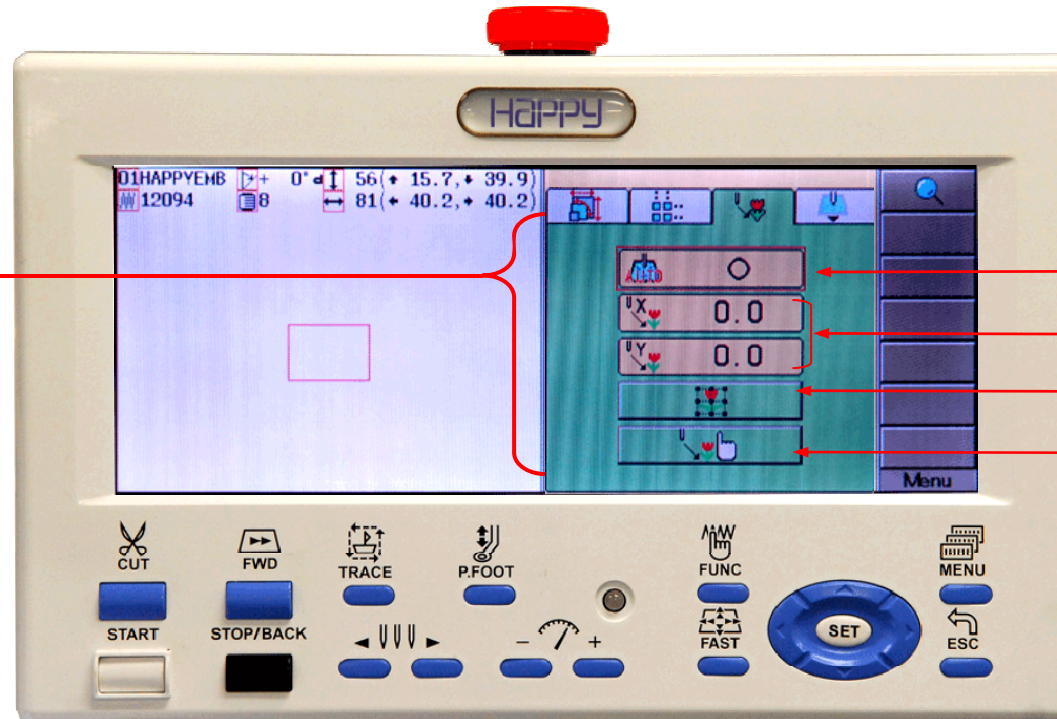 Happy
01HAPPYEMB + 0° d 56(↑ 15.7,↓ 39.9)
12094 8 ↔ 81(← 40.2,→ 40.2)
AUTO ○
X 0.0
Y 0.0
Menu
CUT
FWD
TRACE
P.FOOT
FUNC
MENU
START
STOP/BACK
- +
FAST
SET
ESC